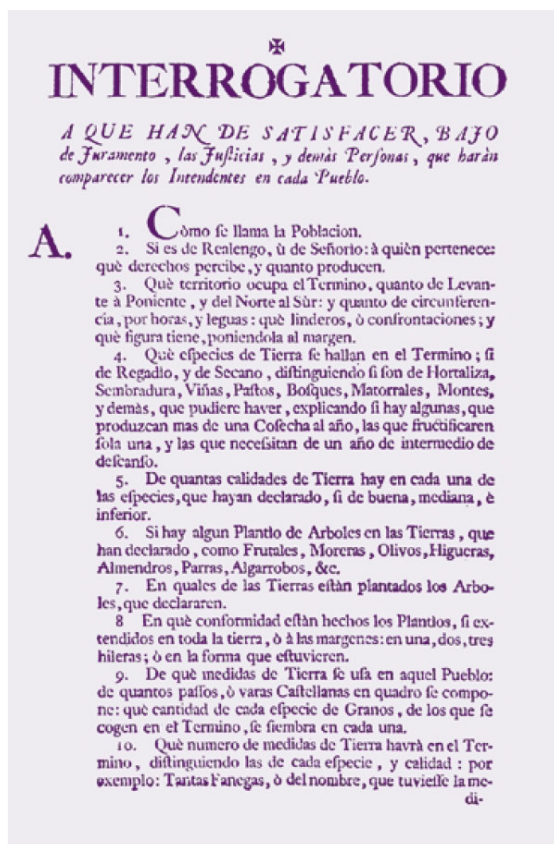 ✠
INTERROGATORIO
A QUE HAN DE SATISFACER, BAJO
de Juramento, las Juſticias, y demàs Perſonas, que haràn
comparecer los Intendentes en cada Pueblo.
A.
1. Còmo ſe llama la Poblacion.
2. Si es de Realengo, ù de Señorìo: à quièn pertenece:
què derechos percibe, y quanto producen.
3. Què territorio ocupa el Termino, quanto de Levan-
te à Poniente, y del Norte al Sùr: y quanto de circunferen-
cia, por horas, y leguas: què linderos, ò confrontaciones; y
què figura tiene, poniendola al margen.
4. Què eſpecies de Tierra ſe hallan en el Termino; ſi
de Regadìo, y de Secano, diſtinguiendo ſi ſon de Hortaliza,
Sembradura, Viñas, Paſtos, Boſques, Matorrales, Montes,
y demàs, que pudiere haver, explicando ſi hay algunas, que
produzcan mas de una Coſecha al año, las que fructificaren
ſola una, y las que neceſsitan de un año de intermedio de
deſcanſo.
5. De quantas calidades de Tierra hay en cada una de
las eſpecies, que hayan declarado, ſi de buena, mediana, è
inferior.
6. Si hay algun Plantìo de Arboles en las Tierras, que
han declarado, como Frutales, Moreras, Olivos, Higueras,
Almendros, Parras, Algarrobos, &c.
7. En quales de las Tierras eſtàn plantados los Arbo-
les, que declararen.
8 En què conformidad eſtàn hechos los Plantìos, ſi ex-
tendidos en toda la tierra, ò à las margenes: en una, dos, tres
hileras; ò en la forma que eſtuvieren.
9. De què medidas de Tierra ſe uſa en aquel Pueblo:
de quantos paſſos, ò varas Caſtellanas en quadro ſe compo-
ne: què cantidad de cada eſpecie de Granos, de los que ſe
cogen en el Termino, ſe ſiembra en cada una.
10. Què numero de medidas de Tierra havrà en el Ter-
mino, diſtinguiendo las de cada eſpecie, y calidad: por
exemplo: Tantas Fanegas, ò del nombre, que tuvieſſe la me-
di-